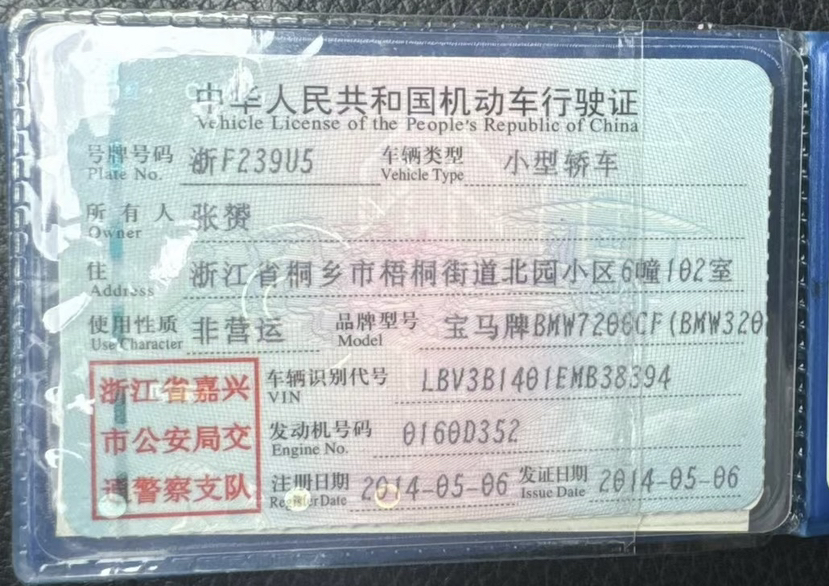 中华人民共和国机动车行驶证
Vehicle License of the People's Republic of China
号牌号码 浙F239U5 车辆类型 小型轿车
Plate No. Vehicle Type
所有人 张赟
Owner
住 浙江省桐乡市梧桐街道北园小区6幢102室
Address
使用性质 非营运 品牌型号 宝马牌BMW7200CF(BMW320
Use Character Model
浙江省嘉兴
市公安局交
通警察支队
车辆识别代号 LBV3B1401EMB38394
VIN
发动机号码 0160D352
Engine No.
注册日期 2014-05-06 发证日期 2014-05-06
Register Date Issue Date